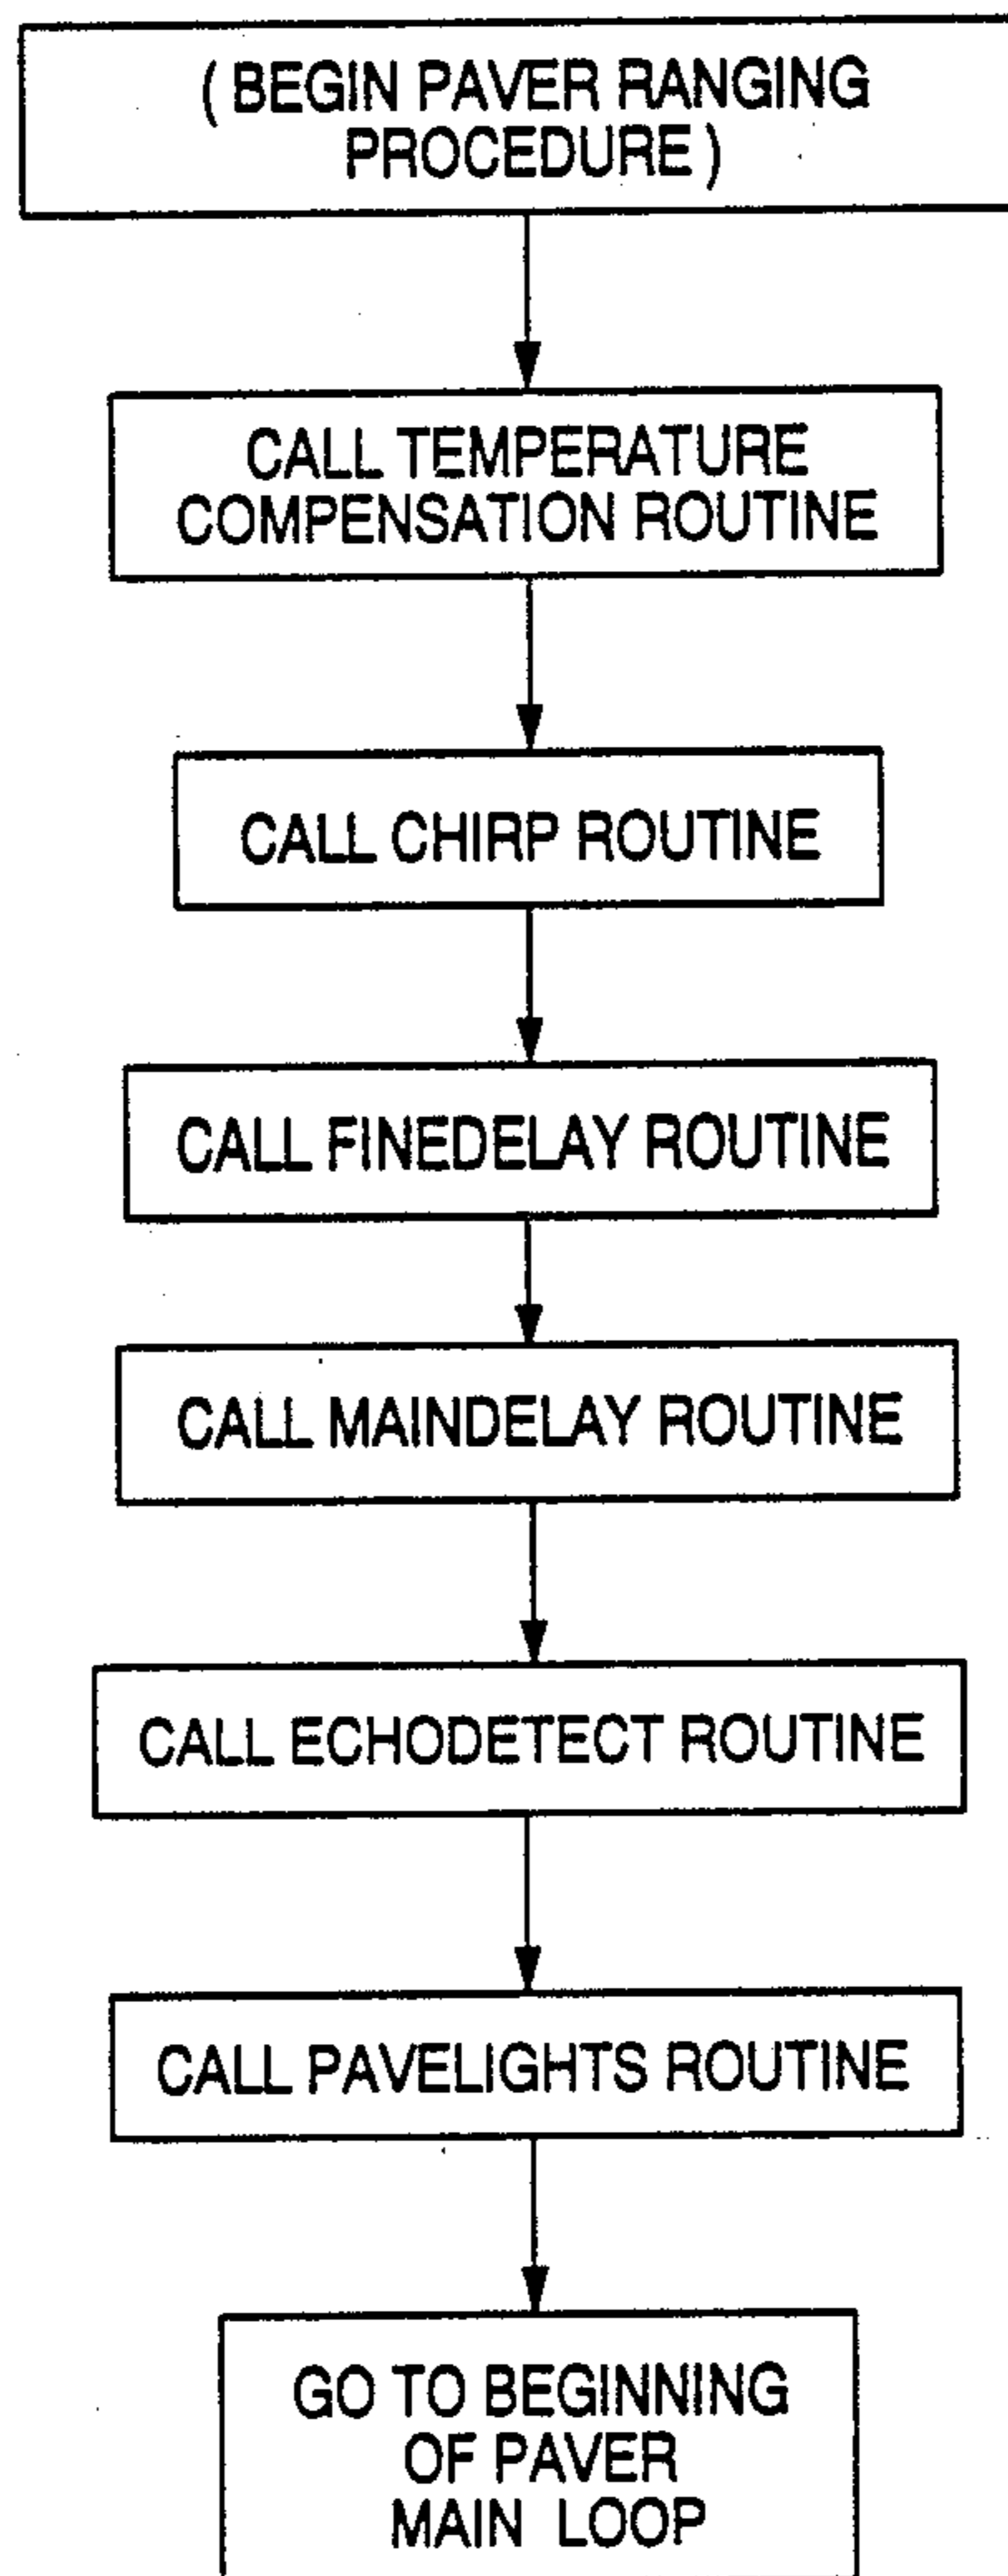 ( BEGIN PAVER RANGING
PROCEDURE )
CALL TEMPERATURE
COMPENSATION ROUTINE
CALL CHIRP ROUTINE
CALL FINEDELAY ROUTINE
CALL MAINDELAY ROUTINE
CALL ECHODETECT ROUTINE
CALL PAVELIGHTS ROUTINE
GO TO BEGINNING
OF PAVER
MAIN LOOP